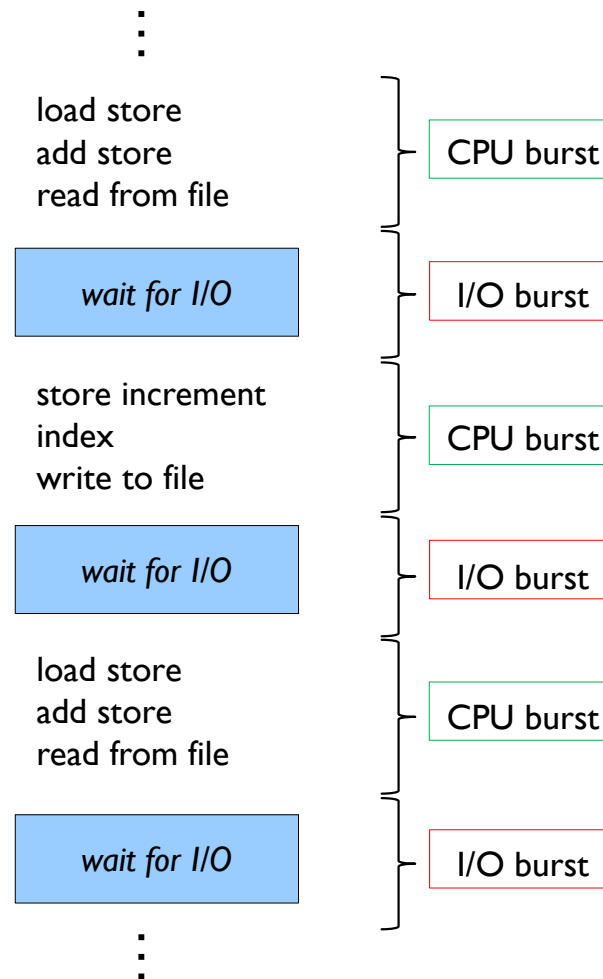 load store
add store
read from file
CPU burst
wait for I/O
I/O burst
store increment
index
write to file
CPU burst
wait for I/O
I/O burst
load store
add store
read from file
CPU burst
wait for I/O
I/O burst